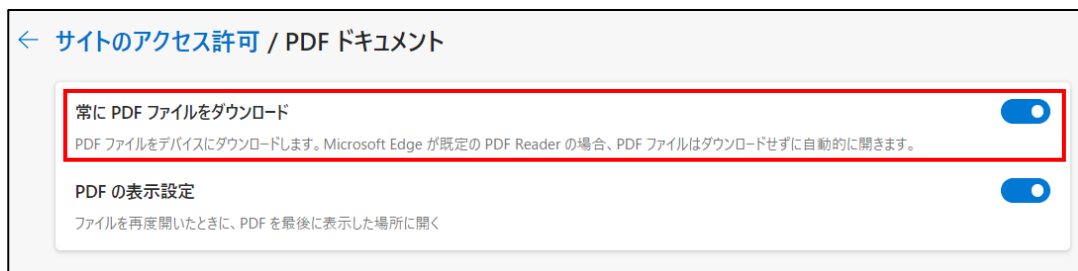 ← サイトのアクセス許可 / PDF ドキュメント
常に PDF ファイルをダウンロード
PDF ファイルをデバイスにダウンロードします。Microsoft Edge が既定の PDF Reader の場合、PDF ファイルはダウンロードせずに自動的に開きます。
PDF の表示設定
ファイルを再度開いたときに、PDF を最後に表示した場所に開く